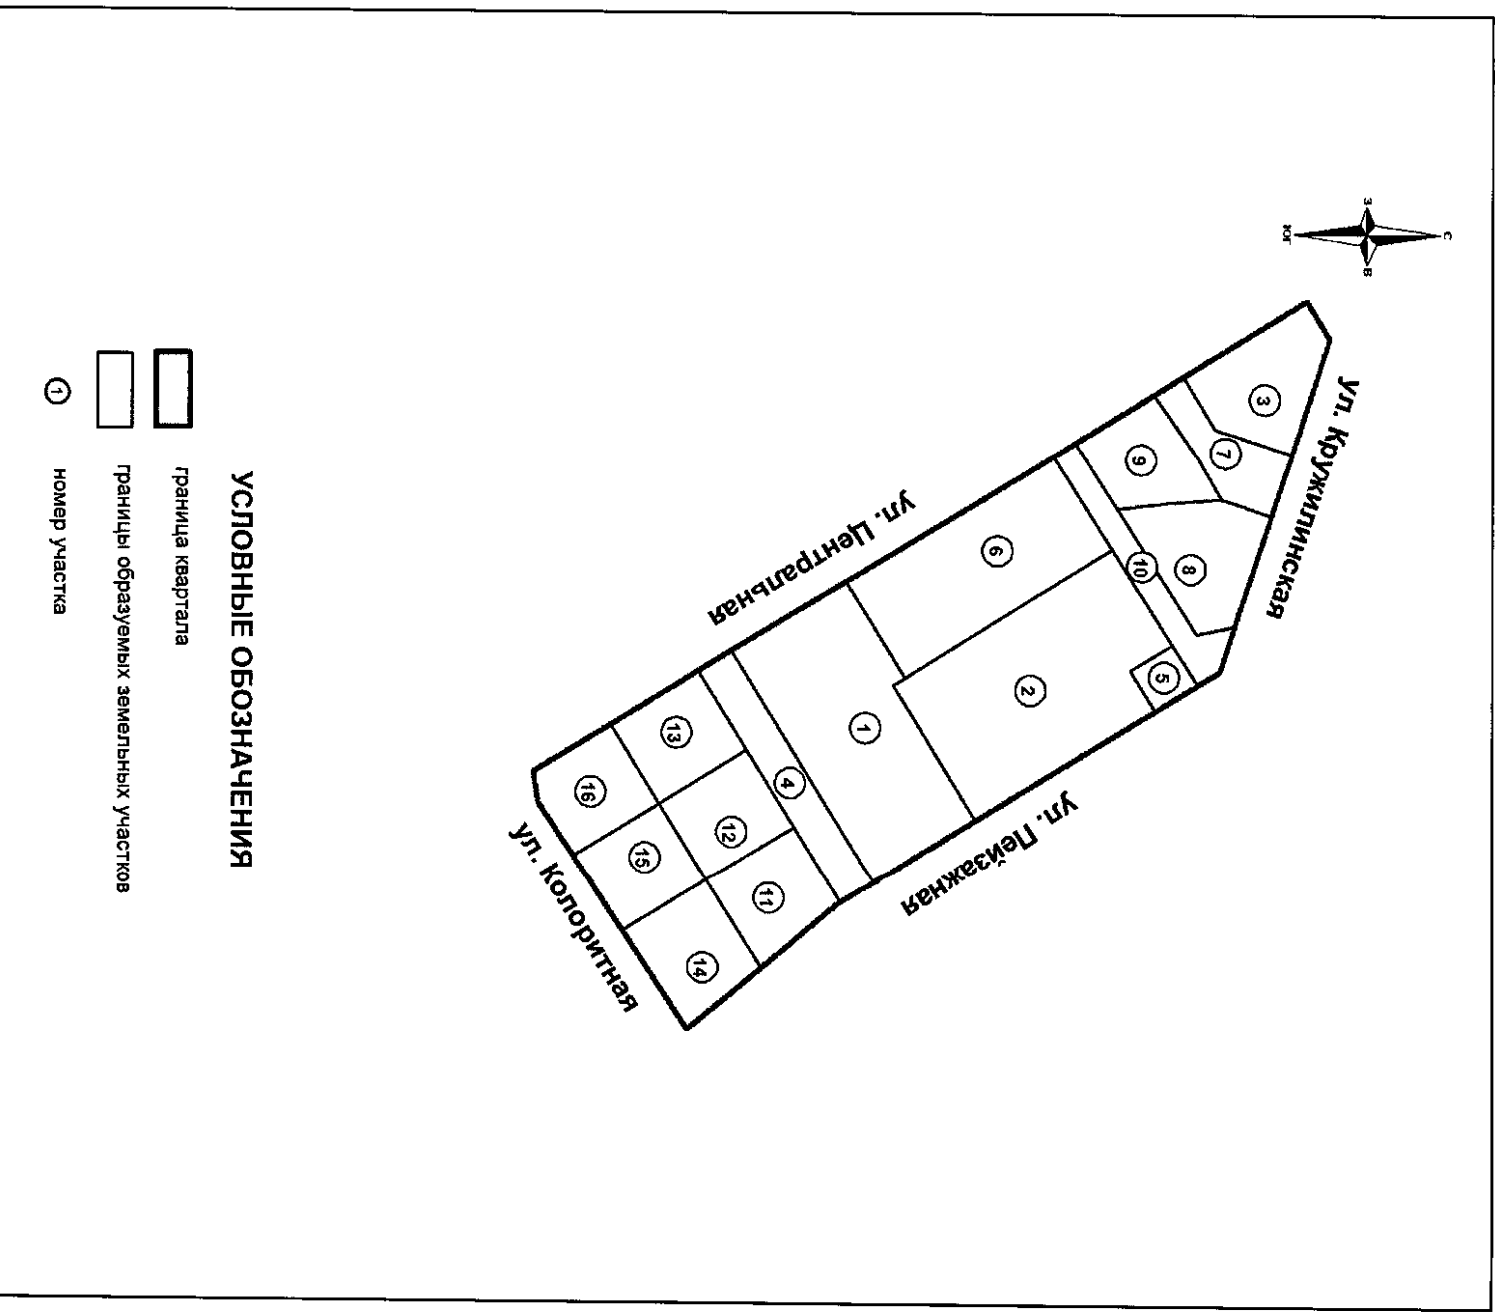 С
З
В
Ю
ул. Кружилинская
ул. Центральная
ул. Пейзажная
ул. Колоритная
3
7
9
8
10
6
5
2
1
4
13
12
11
16
15
14
УСЛОВНЫЕ ОБОЗНАЧЕНИЯ
граница квартала
границы образуемых земельных участков
1 номер участка